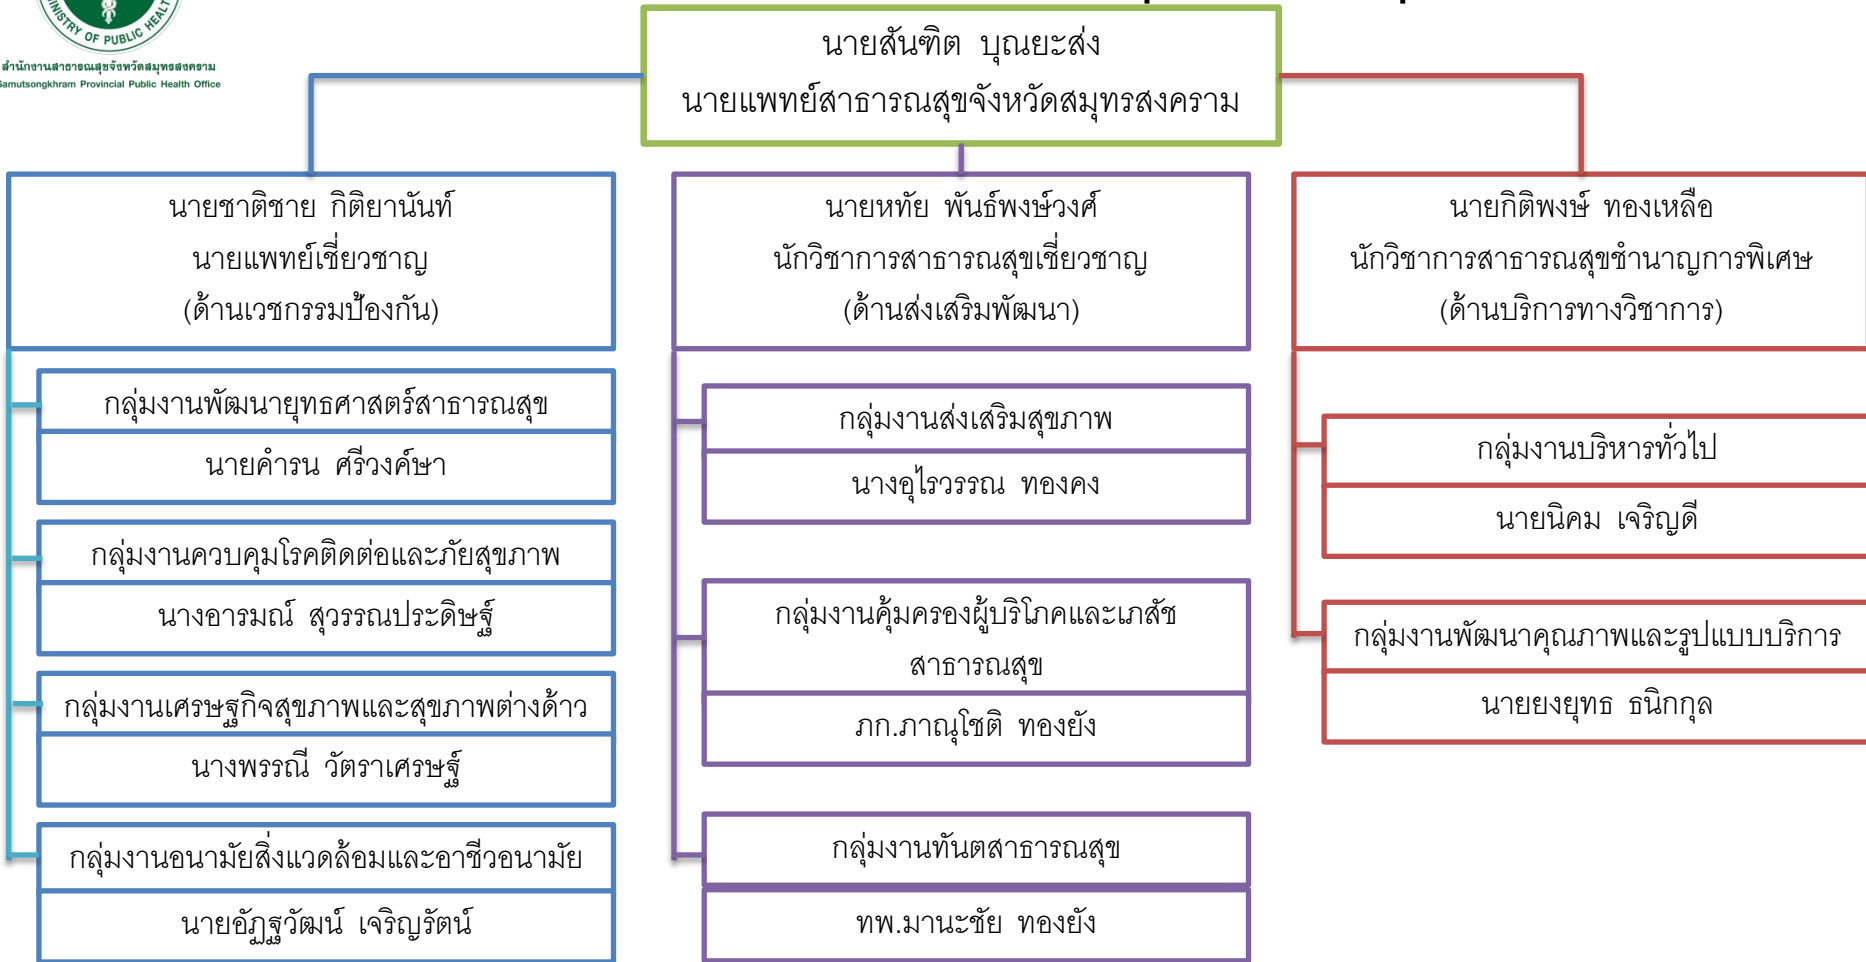 MINISTRY OF PUBLIC HEALTH
สำนักงานสาธารณสุขจังหวัดสมุทรสงคราม
Samutsongkhram Provincial Public Health Office
นายสันฑิต บุณยะส่ง
นายแพทย์สาธารณสุขจังหวัดสมุทรสงคราม
นายชาติชาย กิติยานันท์
นายแพทย์เชี่ยวชาญ
(ด้านเวชกรรมป้องกัน)
กลุ่มงานพัฒนายุทธศาสตร์สาธารณสุข
นายคำรน ศรีวงค์ษา
กลุ่มงานควบคุมโรคติดต่อและภัยสุขภาพ
นางอารมณ์ สุวรรณประดิษฐ์
กลุ่มงานเศรษฐกิจสุขภาพและสุขภาพต่างด้าว
นางพรรณี วัตราเศรษฐ์
กลุ่มงานอนามัยสิ่งแวดล้อมและอาชีวอนามัย
นายอัฏฐวัฒน์ เจริญรัตน์
นายหทัย พันธ์พงษ์วงศ์
นักวิชาการสาธารณสุขเชี่ยวชาญ
(ด้านส่งเสริมพัฒนา)
กลุ่มงานส่งเสริมสุขภาพ
นางอุไรวรรณ ทองคง
กลุ่มงานคุ้มครองผู้บริโภคและเภสัช
สาธารณสุข
ภก.ภาณุโชติ ทองยัง
กลุ่มงานทันตสาธารณสุข
ทพ.มานะชัย ทองยัง
นายกิติพงษ์ ทองเหลือ
นักวิชาการสาธารณสุขชำนาญการพิเศษ
(ด้านบริการทางวิชาการ)
กลุ่มงานบริหารทั่วไป
นายนิคม เจริญดี
กลุ่มงานพัฒนาคุณภาพและรูปแบบบริการ
นายยงยุทธ ธนิกกุล